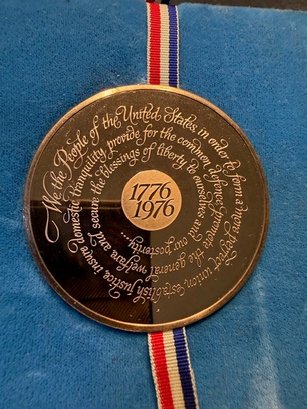 We the People of the United States, in order to form a more perfect union, establish justice, insure domestic tranquility, provide for the common defence, promote the general welfare and secure the blessings of liberty to ourselves and our posterity...
1776
1976